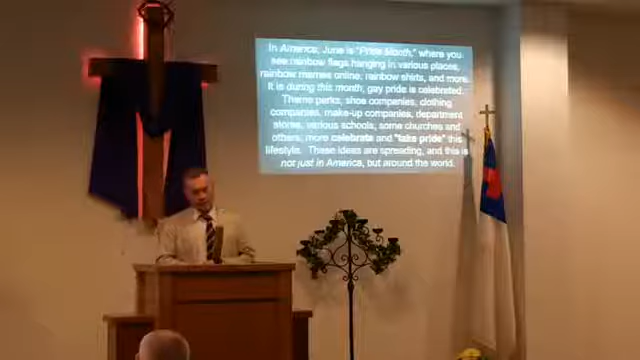 In America, June is "Pride Month," where you
see rainbow flags hanging in various places,
rainbow memes online, rainbow shirts, and more.
It is during this month, gay pride is celebrated.
Theme parks, shoe companies, clothing
companies, make-up companies, department
stores, various schools, some churches and
others, more celebrate and "take pride" this
lifestyle. These ideas are spreading, and this is
not just in America, but around the world.